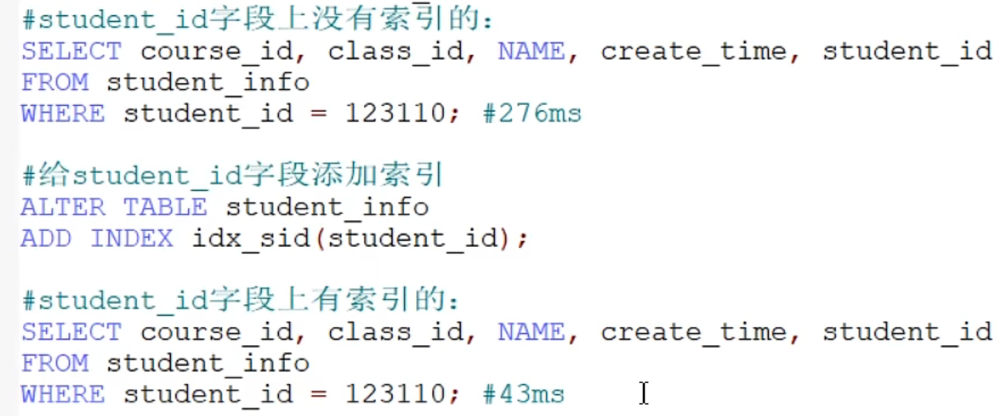 #student_id字段上没有索引的：
SELECT course_id, class_id, NAME, create_time, student_id
FROM student_info
WHERE student_id = 123110; #276ms
#给student_id字段添加索引
ALTER TABLE student_info
ADD INDEX idx_sid(student_id);
#student_id字段上有索引的：
SELECT course_id, class_id, NAME, create_time, student_id
FROM student_info
WHERE student_id = 123110; #43ms